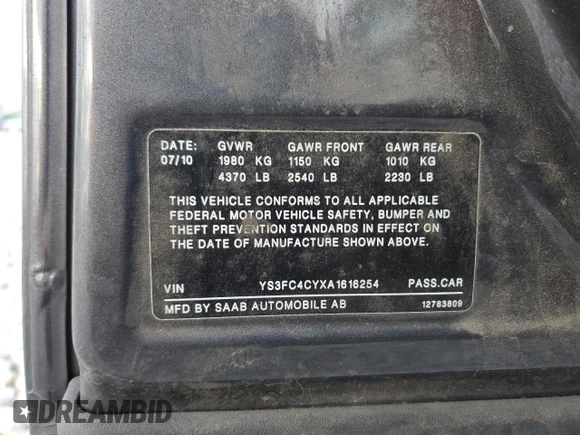 DATE: GVWR GAWR FRONT GAWR REAR
07/10 1980 KG 1150 KG 1010 KG
4370 LB 2540 LB 2230 LB
THIS VEHICLE CONFORMS TO ALL APPLICABLE
FEDERAL MOTOR VEHICLE SAFETY, BUMPER AND
THEFT PREVENTION STANDARDS IN EFFECT ON
THE DATE OF MANUFACTURE SHOWN ABOVE.
VIN YS3FC4CYXA1616254 PASS.CAR
MFD BY SAAB AUTOMOBILE AB 12783809
DREAMBID